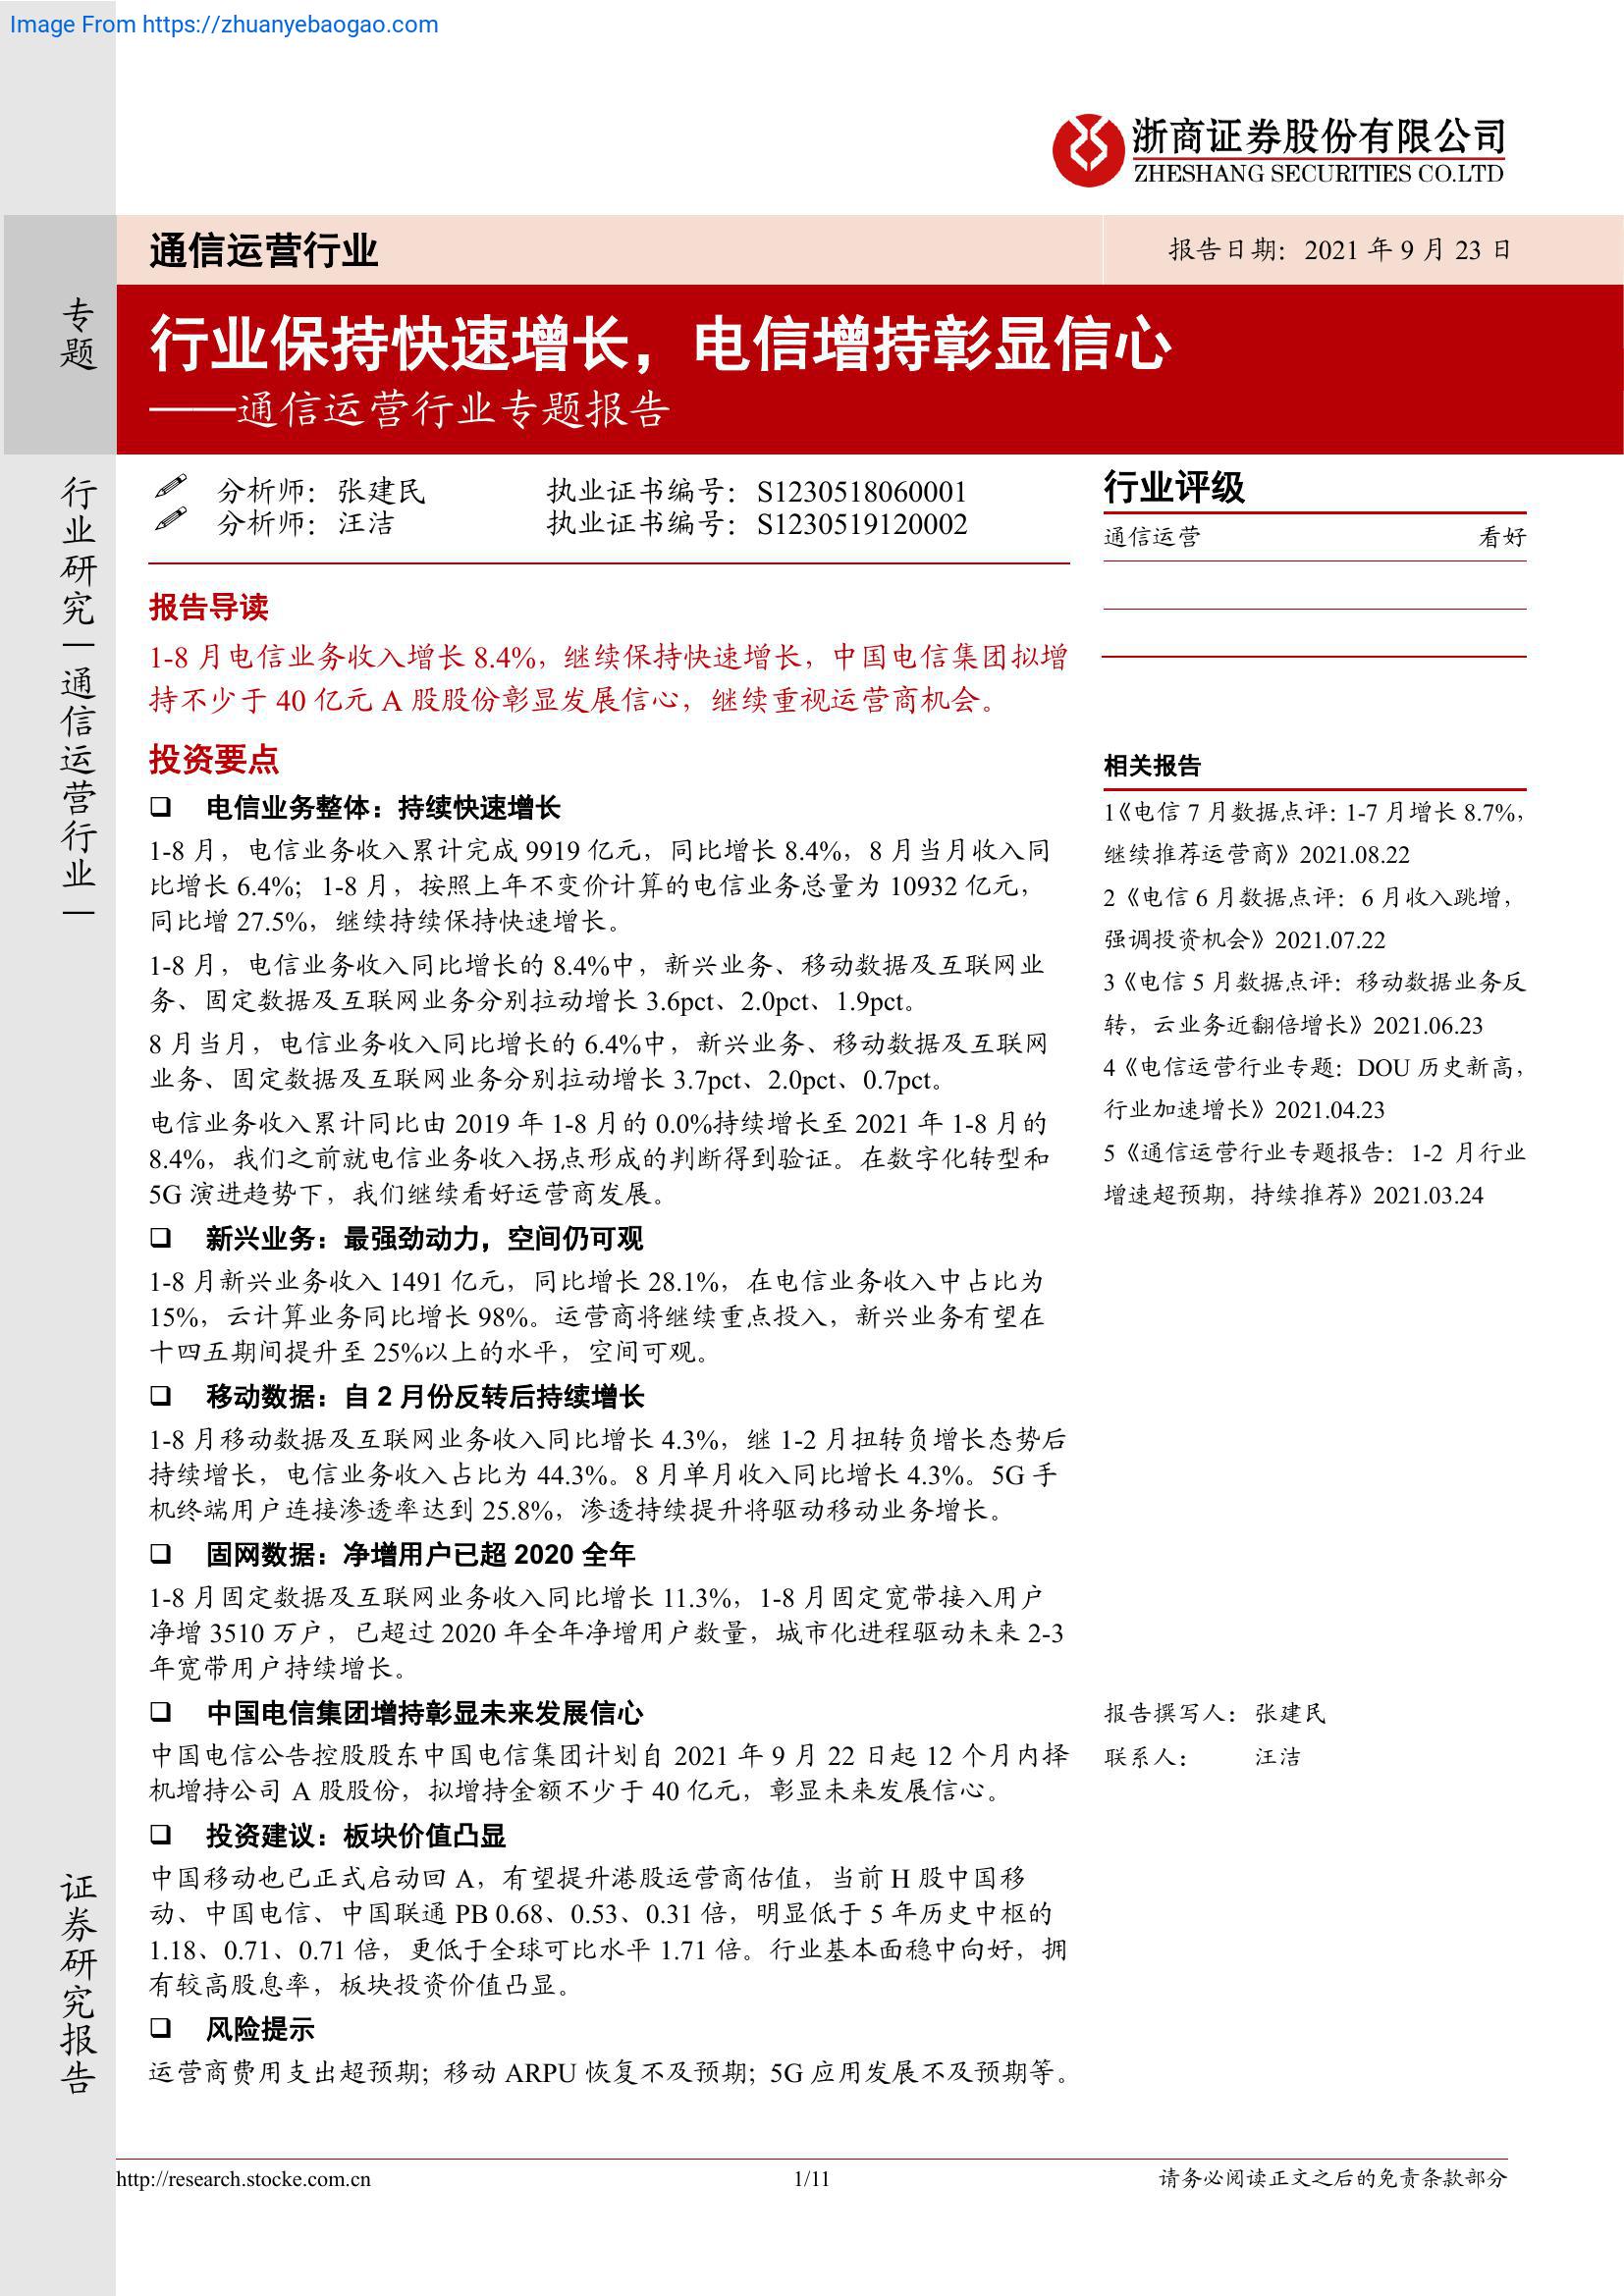 Image From https://zhuanyebaogao.com
浙商证券股份有限公司
ZHESHANG SECURITIES CO.LTD
通信运营行业
报告日期：2021 年 9 月 23 日
专题
行业保持快速增长，电信增持彰显信心
——通信运营行业专题报告
行业研究—通信运营行业—
分析师：张建民 执业证书编号：S1230518060001
分析师：汪洁 执业证书编号：S1230519120002
报告导读
1-8 月电信业务收入增长 8.4%，继续保持快速增长，中国电信集团拟增
持不少于 40 亿元 A 股股份彰显发展信心，继续重视运营商机会。
投资要点
❑ 电信业务整体：持续快速增长
1-8 月，电信业务收入累计完成 9919 亿元，同比增长 8.4%，8 月当月收入同
比增长 6.4%；1-8 月，按照上年不变价计算的电信业务总量为 10932 亿元，
同比增 27.5%，继续持续保持快速增长。
1-8 月，电信业务收入同比增长的 8.4%中，新兴业务、移动数据及互联网业
务、固定数据及互联网业务分别拉动增长 3.6pct、2.0pct、1.9pct。
8 月当月，电信业务收入同比增长的 6.4%中，新兴业务、移动数据及互联网
业务、固定数据及互联网业务分别拉动增长 3.7pct、2.0pct、0.7pct。
电信业务收入累计同比由 2019 年 1-8 月的 0.0%持续增长至 2021 年 1-8 月的
8.4%，我们之前就电信业务收入拐点形成的判断得到验证。在数字化转型和
5G 演进趋势下，我们继续看好运营商发展。
❑ 新兴业务：最强劲动力，空间仍可观
1-8 月新兴业务收入 1491 亿元，同比增长 28.1%，在电信业务收入中占比为
15%，云计算业务同比增长 98%。运营商将继续重点投入，新兴业务有望在
十四五期间提升至 25%以上的水平，空间可观。
❑ 移动数据：自 2 月份反转后持续增长
1-8 月移动数据及互联网业务收入同比增长 4.3%，继 1-2 月扭转负增长态势后
持续增长，电信业务收入占比为 44.3%。8 月单月收入同比增长 4.3%。5G 手
机终端用户连接渗透率达到 25.8%，渗透持续提升将驱动移动业务增长。
❑ 固网数据：净增用户已超 2020 全年
1-8 月固定数据及互联网业务收入同比增长 11.3%，1-8 月固定宽带接入用户
净增 3510 万户，已超过 2020 年全年净增用户数量，城市化进程驱动未来 2-3
年宽带用户持续增长。
❑ 中国电信集团增持彰显未来发展信心
中国电信公告控股股东中国电信集团计划自 2021 年 9 月 22 日起 12 个月内择
机增持公司 A 股股份，拟增持金额不少于 40 亿元，彰显未来发展信心。
❑ 投资建议：板块价值凸显
中国移动也已正式启动回 A，有望提升港股运营商估值，当前 H 股中国移
动、中国电信、中国联通 PB 0.68、0.53、0.31 倍，明显低于 5 年历史中枢的
1.18、0.71、0.71 倍，更低于全球可比水平 1.71 倍。行业基本面稳中向好，拥
有较高股息率，板块投资价值凸显。
❑ 风险提示
运营商费用支出超预期；移动 ARPU 恢复不及预期；5G 应用发展不及预期等。
行业评级
通信运营 看好
相关报告
1《电信 7 月数据点评：1-7 月增长 8.7%，
继续推荐运营商》2021.08.22
2《电信 6 月数据点评：6 月收入跳增，
强调投资机会》2021.07.22
3《电信 5 月数据点评：移动数据业务反
转，云业务近翻倍增长》2021.06.23
4《电信运营行业专题：DOU 历史新高，
行业加速增长》2021.04.23
5《通信运营行业专题报告：1-2 月行业
增速超预期，持续推荐》2021.03.24
报告撰写人：张建民
联系人： 汪洁
证券研究报告
http://research.stocke.com.cn
1/11
请务必阅读正文之后的免责条款部分